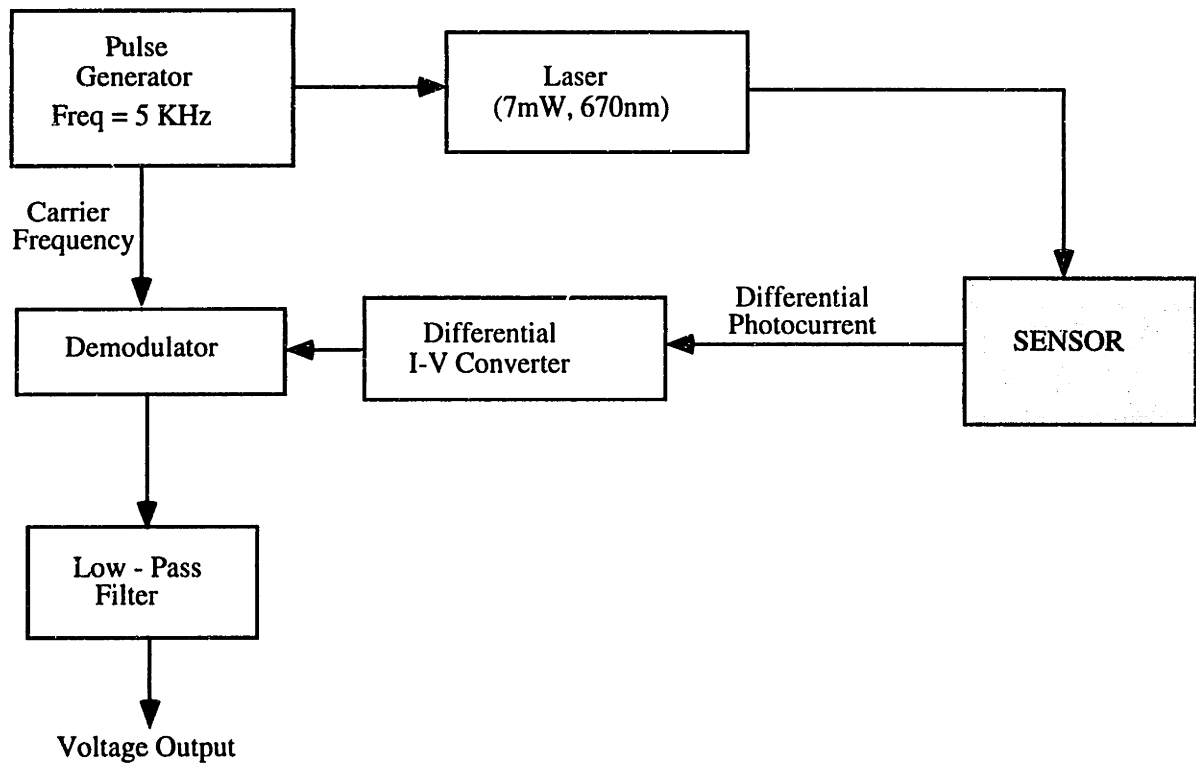 Pulse
Generator
Freq = 5 KHz
Laser
(7mW, 670nm)
Carrier
Frequency
Differential
Photocurrent
SENSOR
Differential
I-V Converter
Demodulator
Low - Pass
Filter
Voltage Output